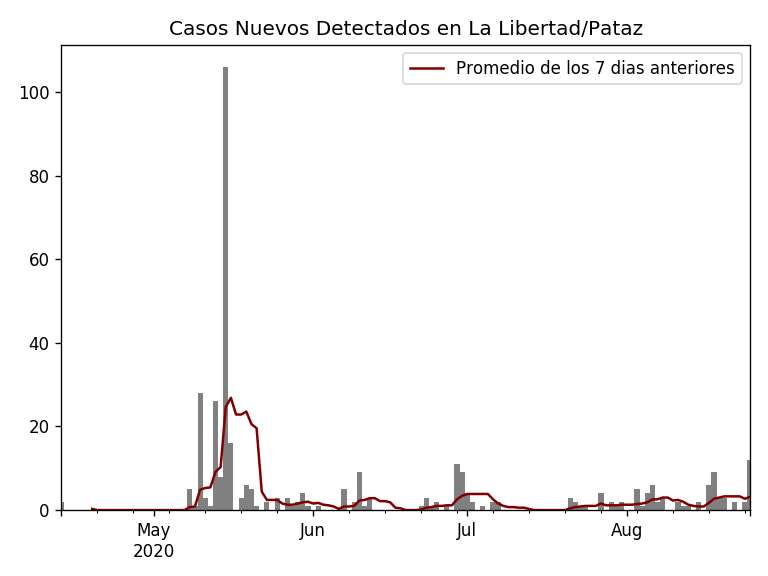 Casos Nuevos Detectados en La Libertad/Pataz
Promedio de los 7 dias anteriores
100
80
60
40
20
0
May
2020
Jun
Jul
Aug